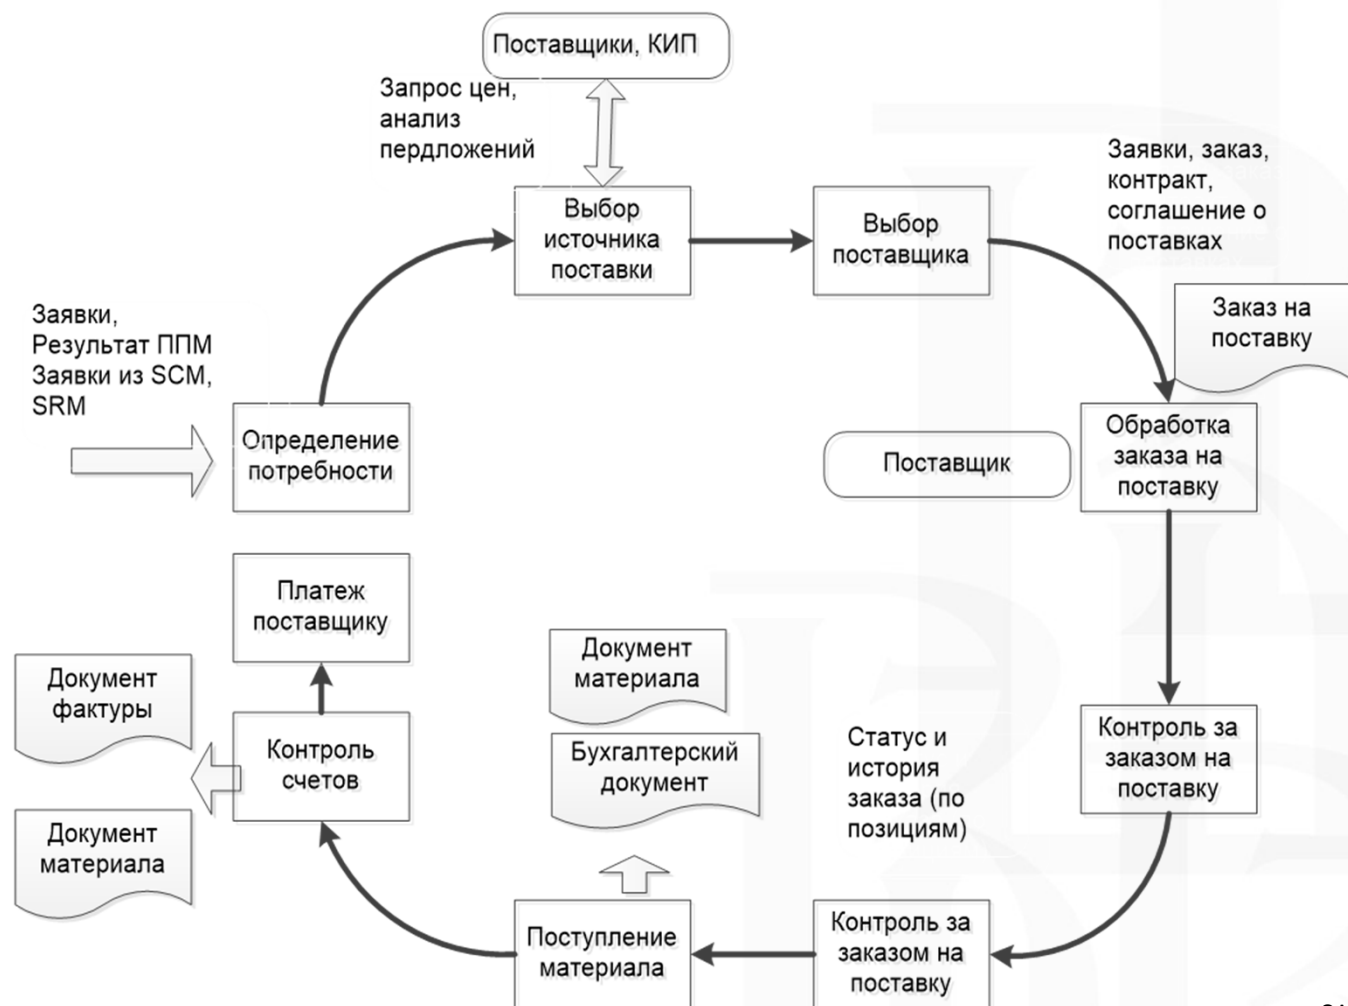 Поставщики, КИП
Запрос цен,
анализ
пердложений
Выбор
источника
поставки
Выбор
поставщика
Заявки, заказ,
контракт,
соглашение о
поставках
Заказ на
поставку
Заявки,
Результат ППМ
Заявки из SCM,
SRM
Определение
потребности
Поставщик
Обработка
заказа на
поставку
Платеж
поставщику
Документ
фактуры
Контроль
счетов
Документ
материала
Документ
материала
Бухгалтерский
документ
Статус и
история
заказа (по
позициям)
Контроль за
заказом на
поставку
Поступление
материала
Контроль за
заказом на
поставку